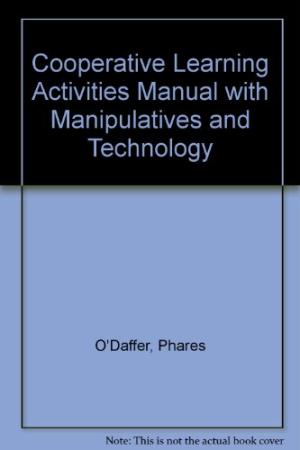 Cooperative Learning
Activities Manual with
Manipulatives and
Technology
O'Daffer, Phares
Note: This is not the actual book cover